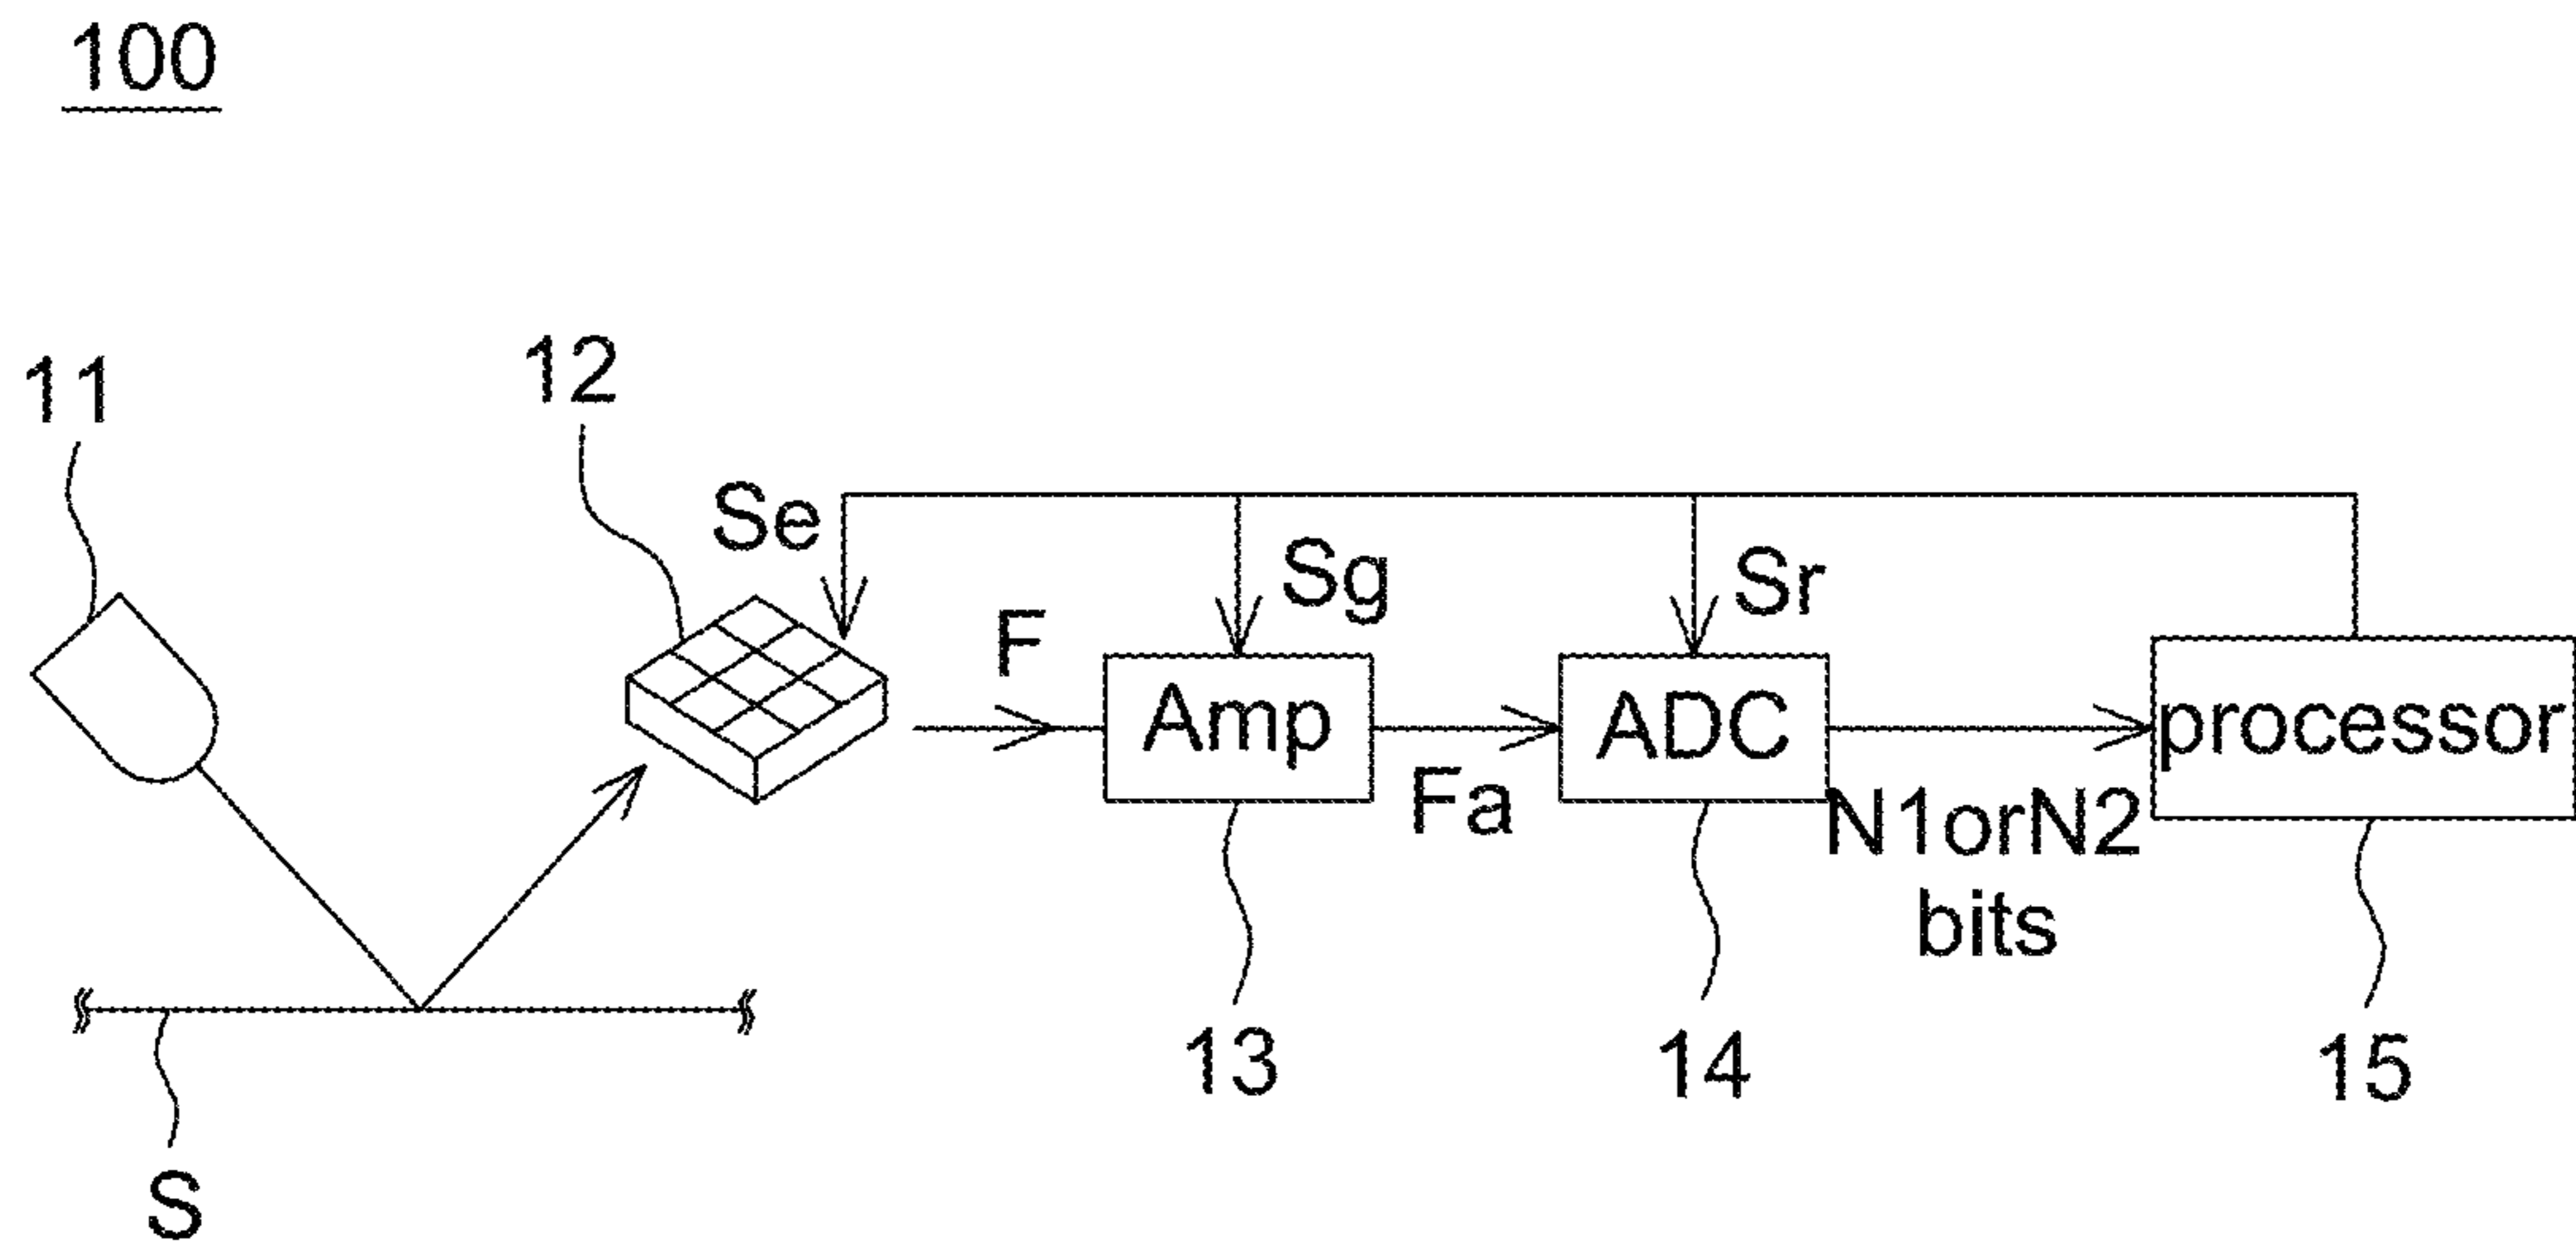 100
11
12
Se
Sg
Sr
F
Amp
ADC
processor
Fa
N1orN2
bits
13
14
15
S